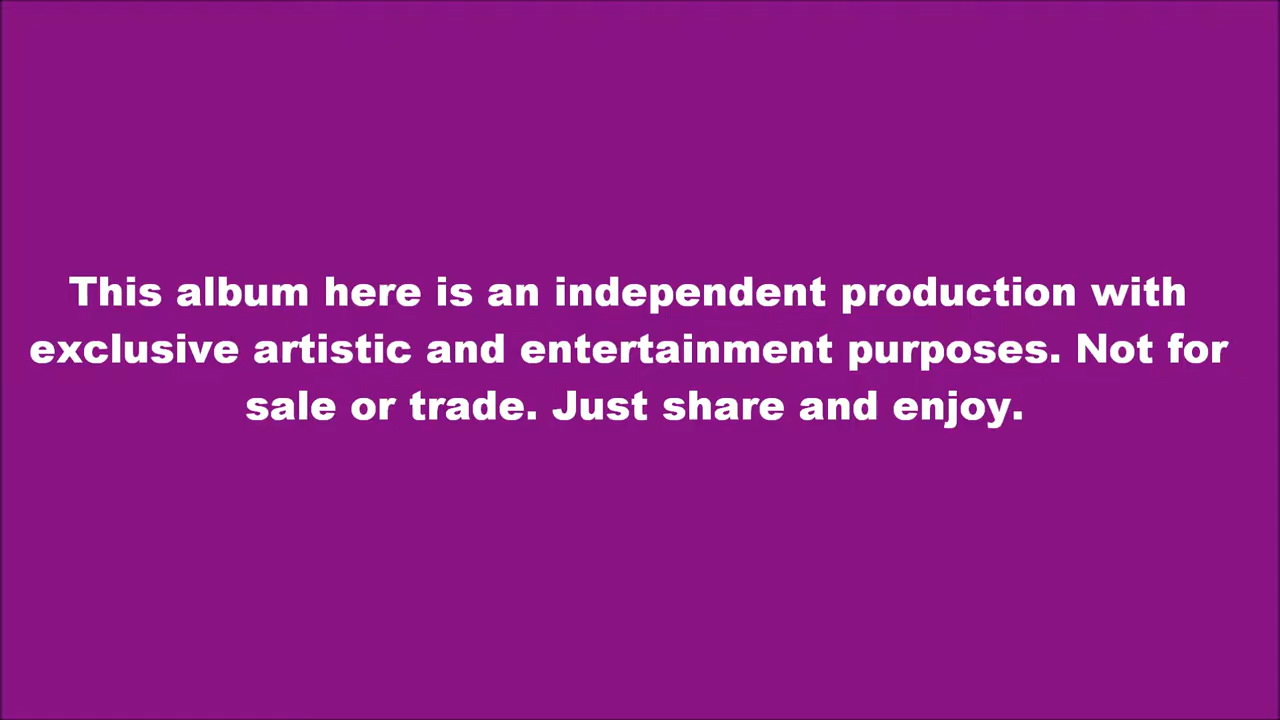 This album here is an independent production with
exclusive artistic and entertainment purposes. Not for
sale or trade. Just share and enjoy.